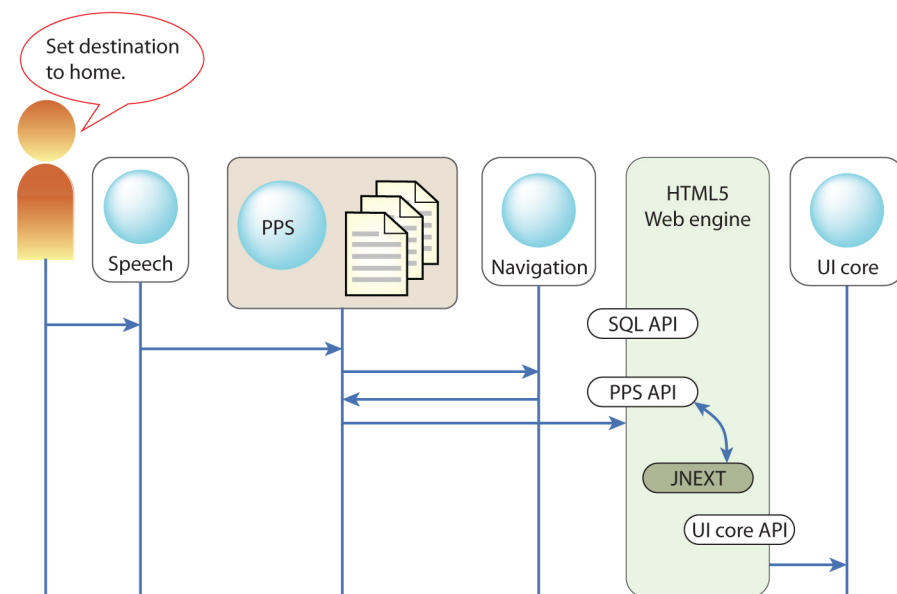 Set destination
to home.
Speech
PPS
Navigation
HTML5
Web engine
UI core
SQL API
PPS API
JNEXT
UI core API